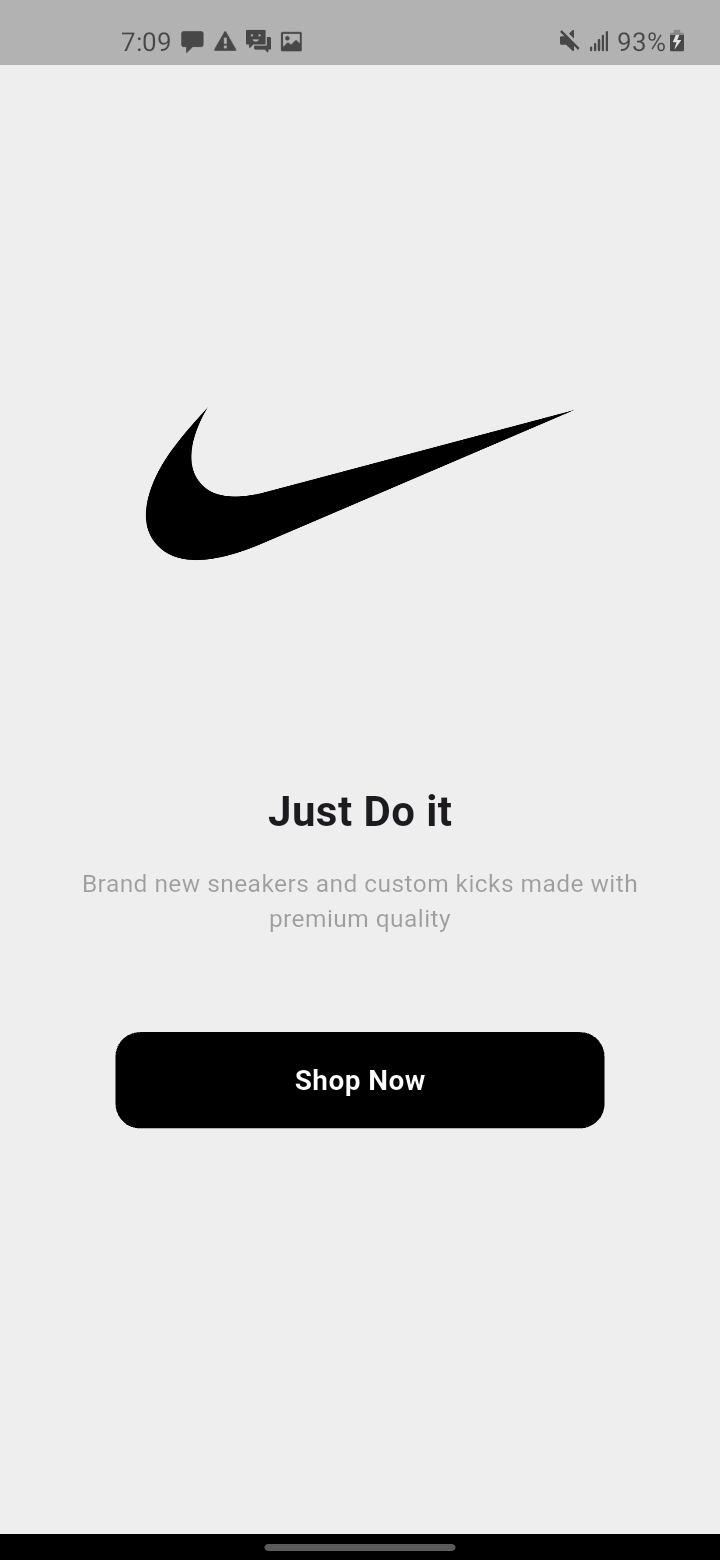 7:09 93%
Just Do it
Brand new sneakers and custom kicks made with
premium quality
Shop Now